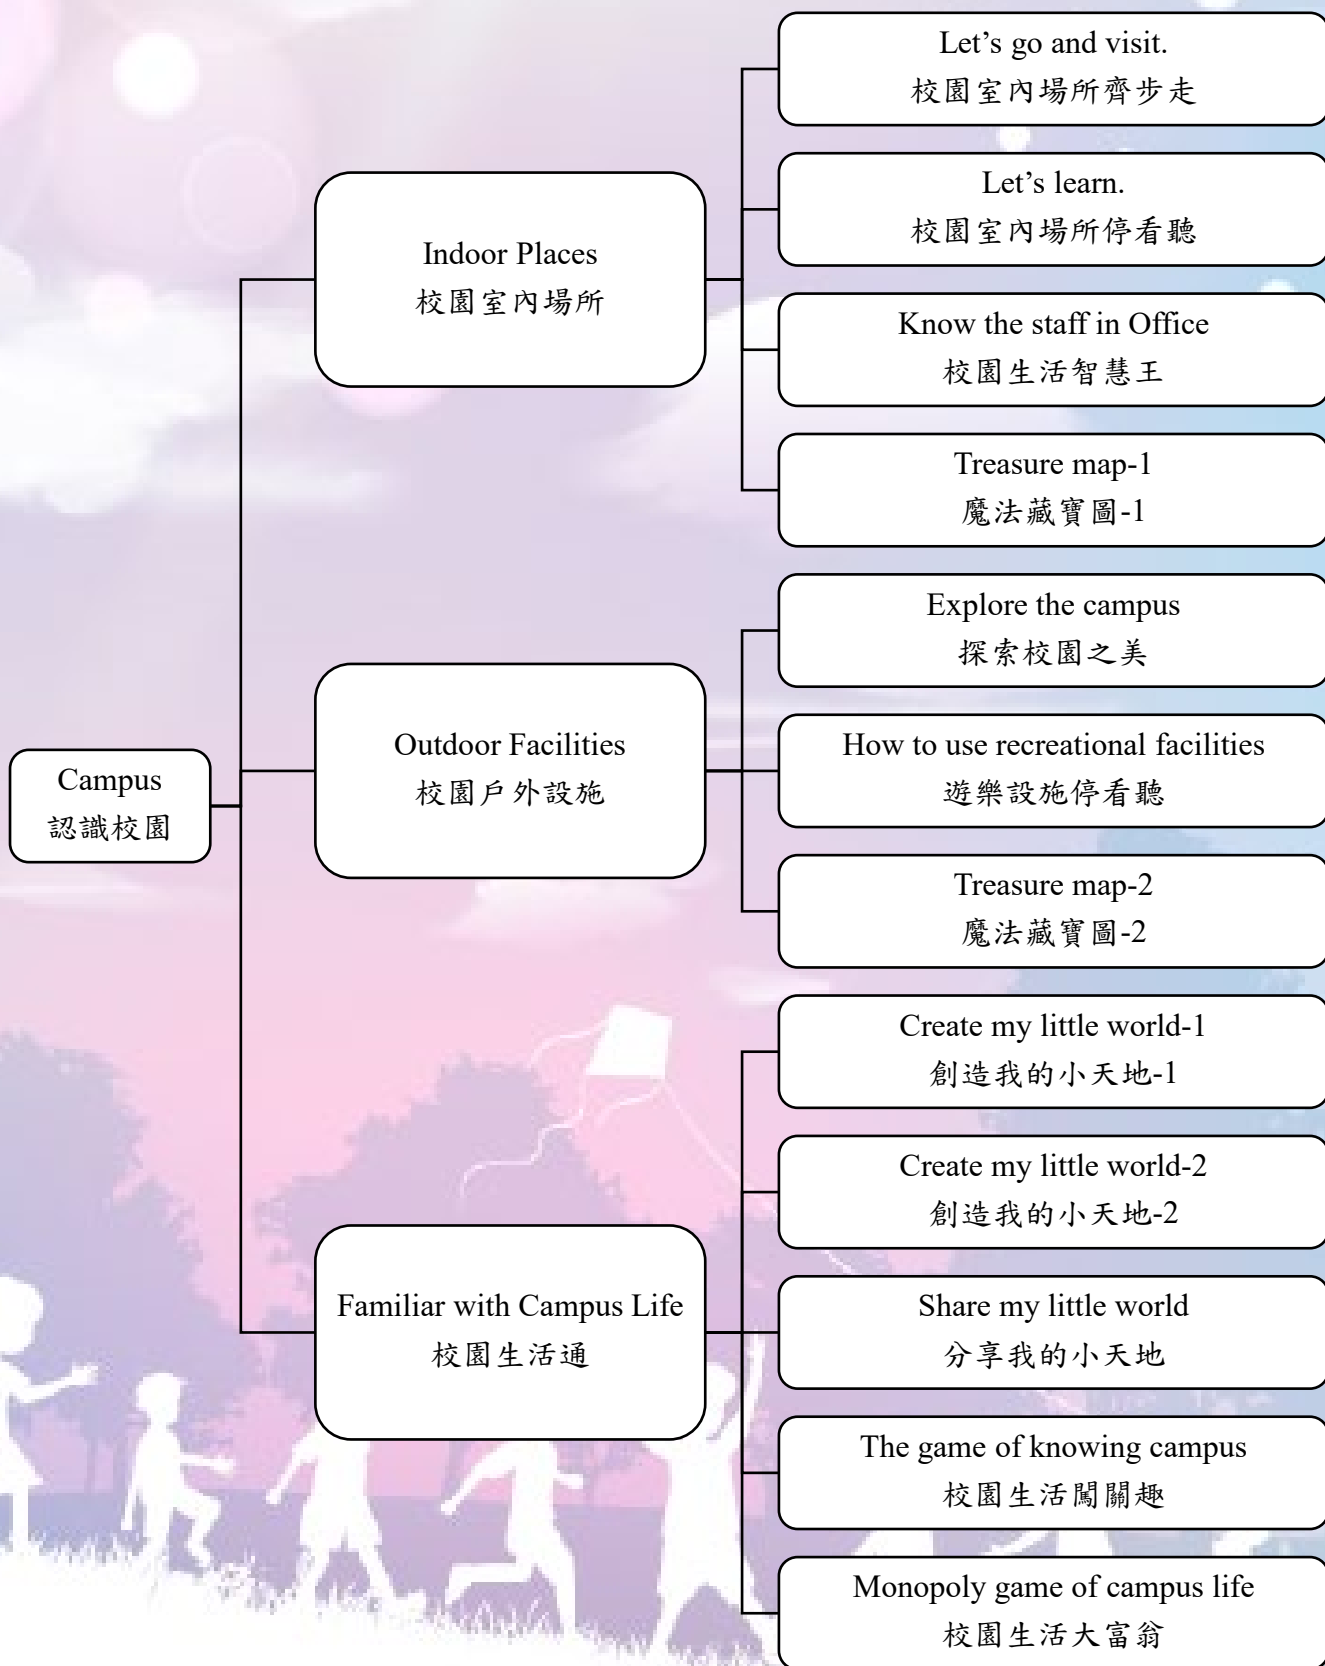 Campus
認識校園
Indoor Places
校園室內場所
Let’s go and visit.
校園室內場所齊步走
Let’s learn.
校園室內場所停看聽
Know the staff in Office
校園生活智慧王
Treasure map-1
魔法藏寶圖-1
Outdoor Facilities
校園戶外設施
Explore the campus
探索校園之美
How to use recreational facilities
遊樂設施停看聽
Treasure map-2
魔法藏寶圖-2
Familiar with Campus Life
校園生活通
Create my little world-1
創造我的小天地-1
Create my little world-2
創造我的小天地-2
Share my little world
分享我的小天地
The game of knowing campus
校園生活闖關趣
Monopoly game of campus life
校園生活大富翁